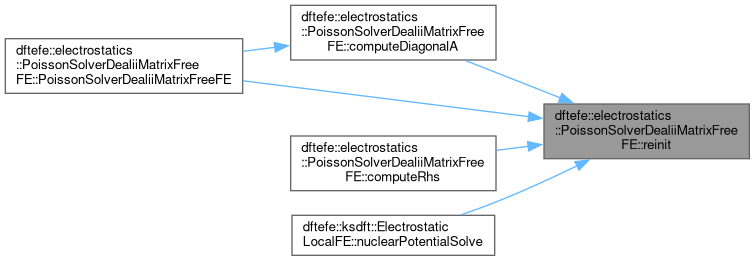 dftefe::electrostatics
::PoissonSolverDealiiMatrixFree
FE::computeDiagonalA
dftefe::electrostatics
::PoissonSolverDealiiMatrixFree
FE::PoissonSolverDealiiMatrixFreeFE
dftefe::electrostatics
::PoissonSolverDealiiMatrixFree
FE::reinit
dftefe::electrostatics
::PoissonSolverDealiiMatrixFree
FE::computeRhs
dftefe::ksdft::Electrostatic
LocalFE::nuclearPotentialSolve